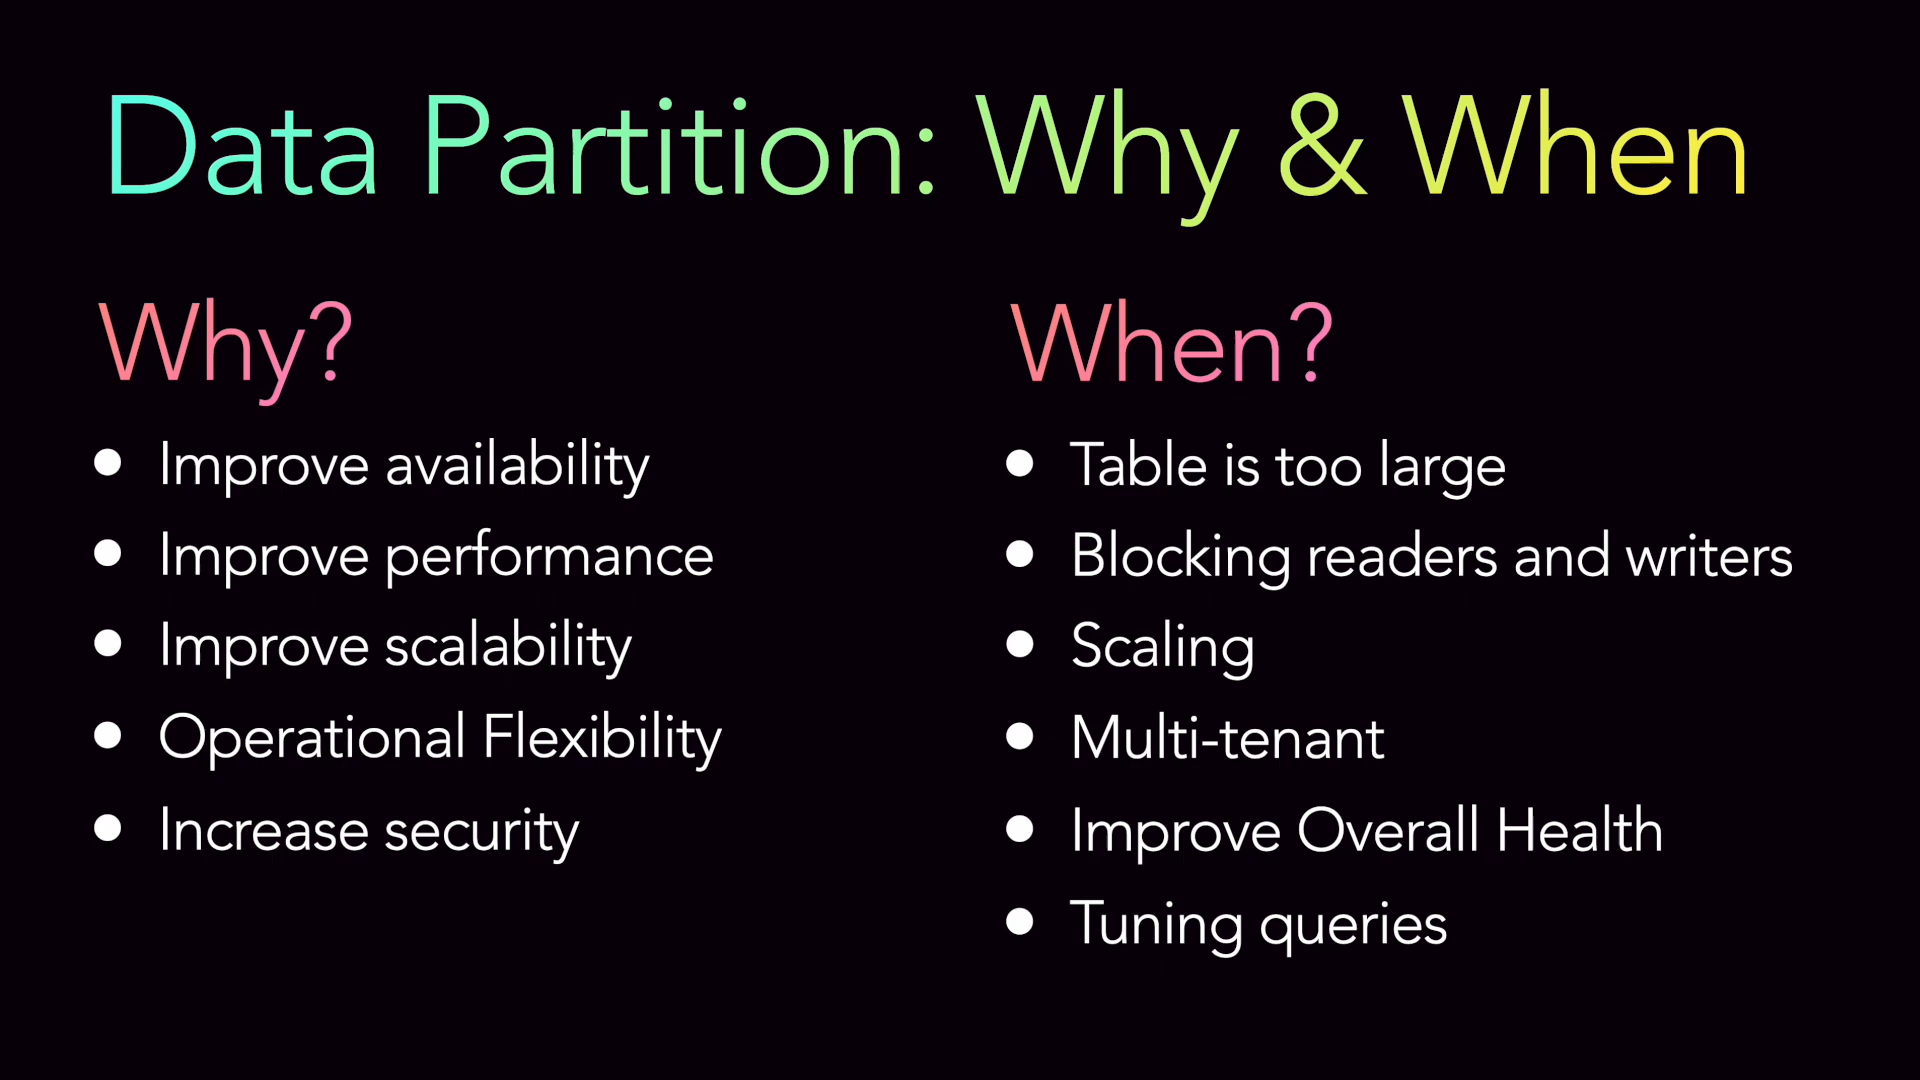 Data Partition: Why & When
Why?
• Improve availability
• Improve performance
• Improve scalability
• Operational Flexibility
• Increase security
When?
• Table is too large
• Blocking readers and writers
• Scaling
• Multi-tenant
• Improve Overall Health
• Tuning queries